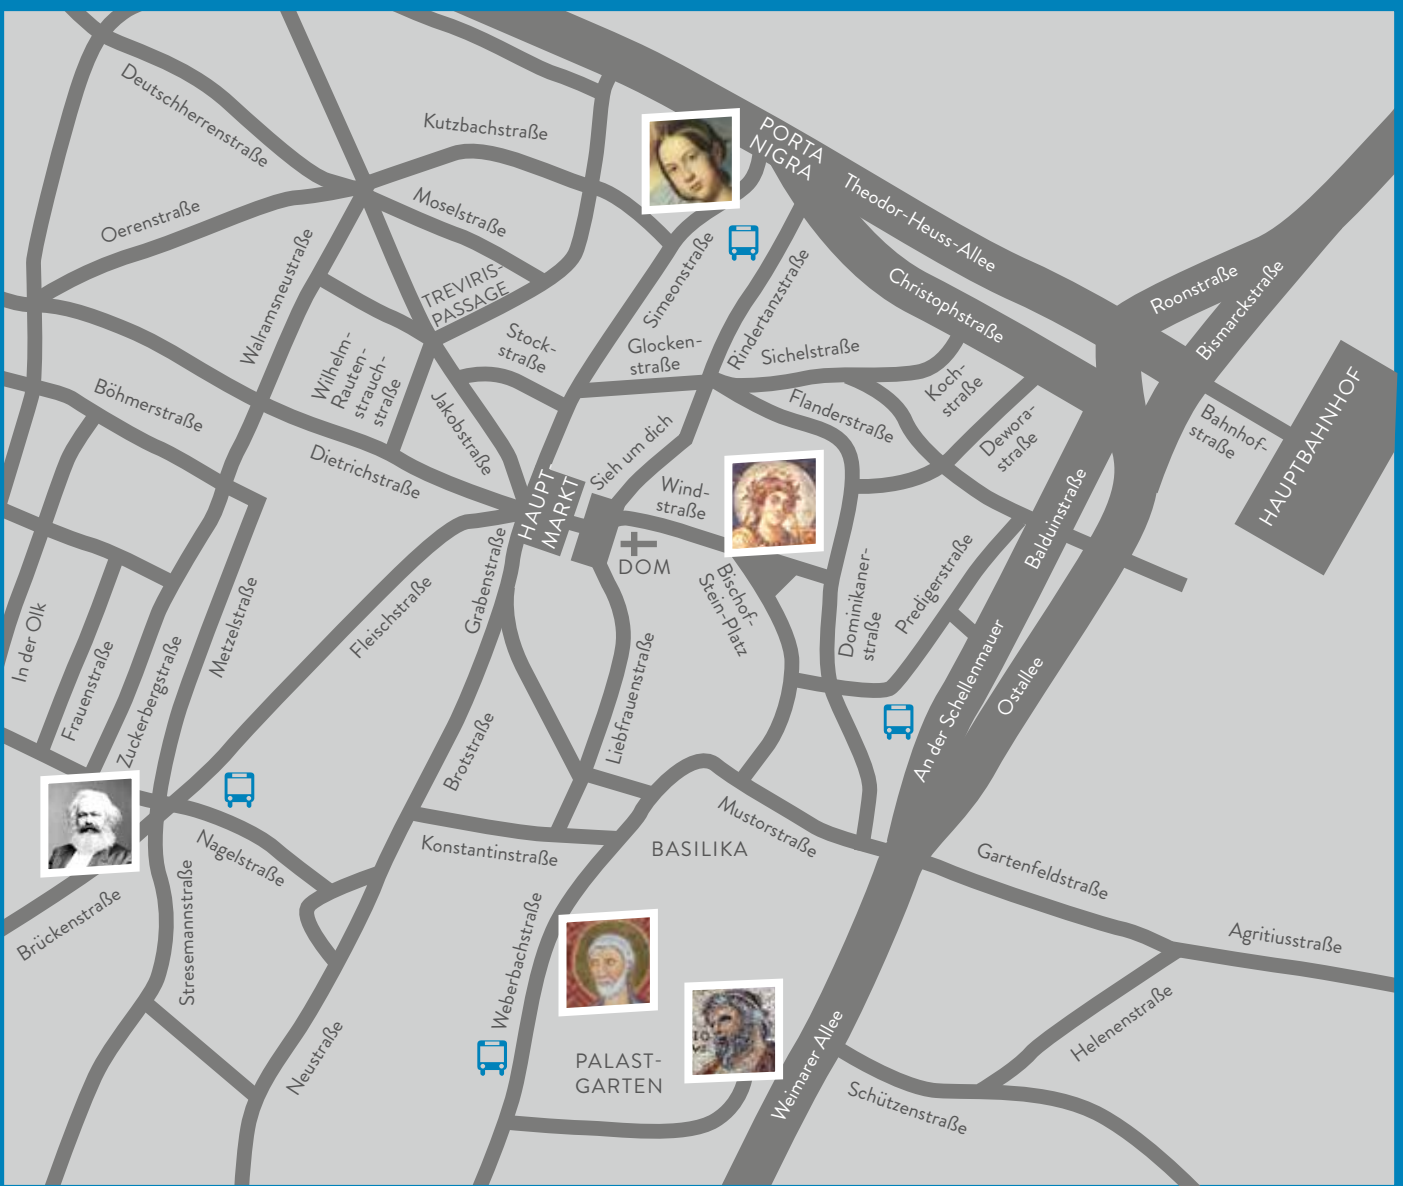 Deutschherrenstraße
Kutzbachstraße
PORTA
NIGRA
Theodor-Heuss-Allee
Oerenstraße
Moselstraße
Walramsneustraße
TREVIRIS-
PASSAGE
Simeonstraße
Rindertanzstraße
Christophstraße
Roonstraße
Bismarckstraße
Stock-
straße
Glocken-
straße
Sichelstraße
Wilhelm-
Rauten-
strauch-
straße
Koch-
straße
Böhmerstraße
Jakobstraße
Flanderstraße
Dewora-
straße
Bahnhof-
straße
HAUPTBAHNHOF
Dietrichstraße
Sieh um dich
HAUPT
MARKT
Wind-
straße
Balduinstraße
DOM
Grabenstraße
Fleischstraße
Bischof-
Stein-Platz
Dominikaner-
straße
Predigerstraße
In der Olk
Frauenstraße
Zuckerbergstraße
Metzelstraße
Liebfrauenstraße
An der Schellenmauer
Ostallee
Brotstraße
Nagelstraße
Konstantinstraße
BASILIKA
Mustorstraße
Gartenfeldstraße
Agritiusstraße
Brückenstraße
Stresemannstraße
Weberbachstraße
IO
VI
Helenenstraße
Neustraße
PALAST-
GARTEN
Weimarer Allee
Schützenstraße